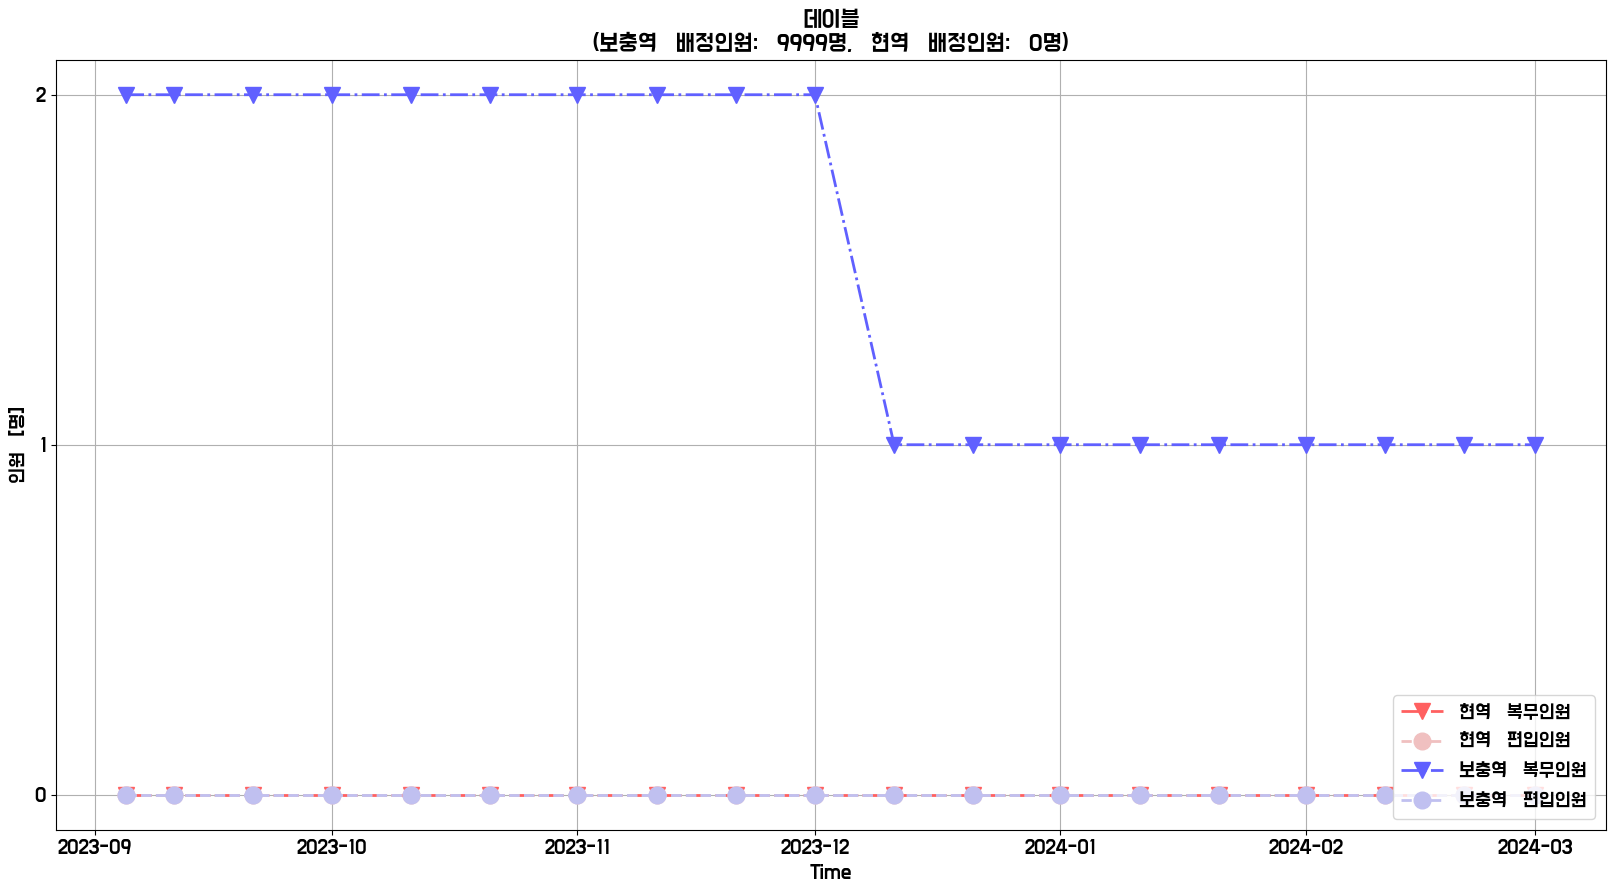 데이블
(보충역 배정인원: 9999명, 현역 배정인원: 0명)
2
1
0
인원 [명]
2023-09 2023-10 2023-11 2023-12 2024-01 2024-02 2024-03
Time
현역 복무인원
현역 편입인원
보충역 복무인원
보충역 편입인원